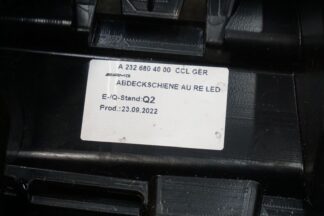 A 232 680 40 00 CCL GER
ABDECKSCHIENE AU RE LED
E-/Q-Stand:Q2
Prod.:23.09.2022